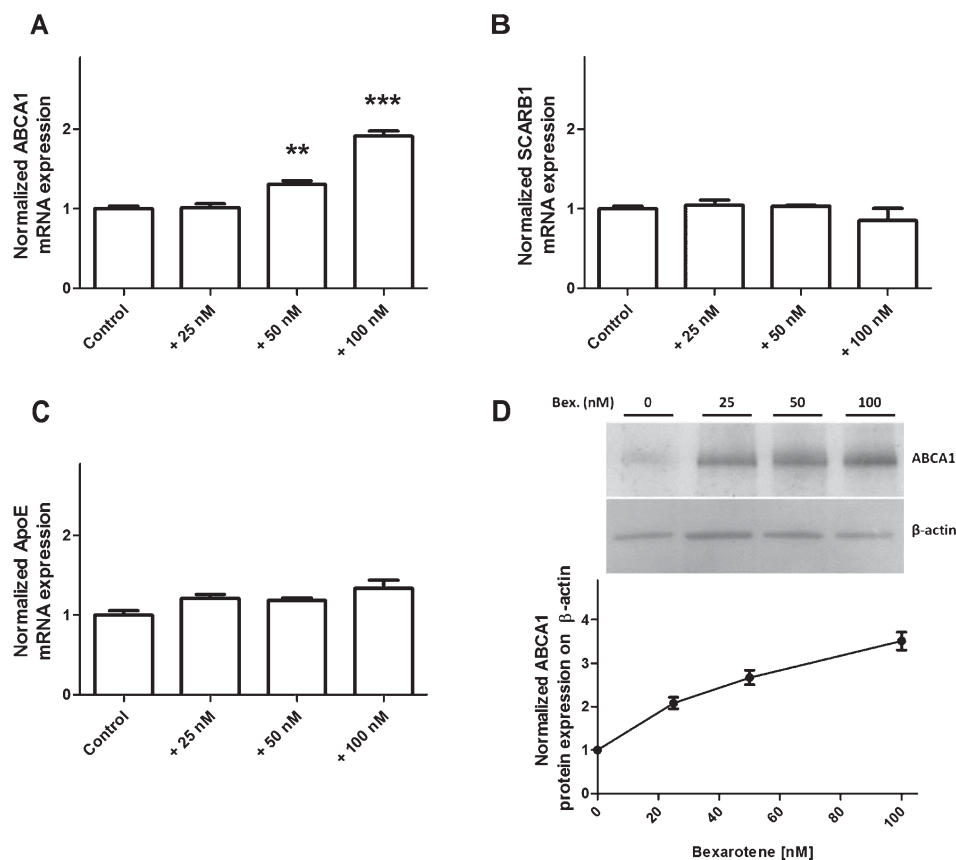 A
Normalized ABCA1
mRNA expression
2
1
0
**
***
Control
+ 25 nM
+ 50 nM
+ 100 nM
B
Normalized SCARB1
mRNA expression
2
1
0
Control
+ 25 nM
+ 50 nM
+ 100 nM
C
Normalized ApoE
mRNA expression
2
1
0
Control
+ 25 nM
+ 50 nM
+ 100 nM
D
Bex. (nM) 0 25 50 100
ABCA1
β-actin
Normalized ABCA1
protein expression on β-actin
4
3
2
1
0
0 20 40 60 80 100
Bexarotene [nM]